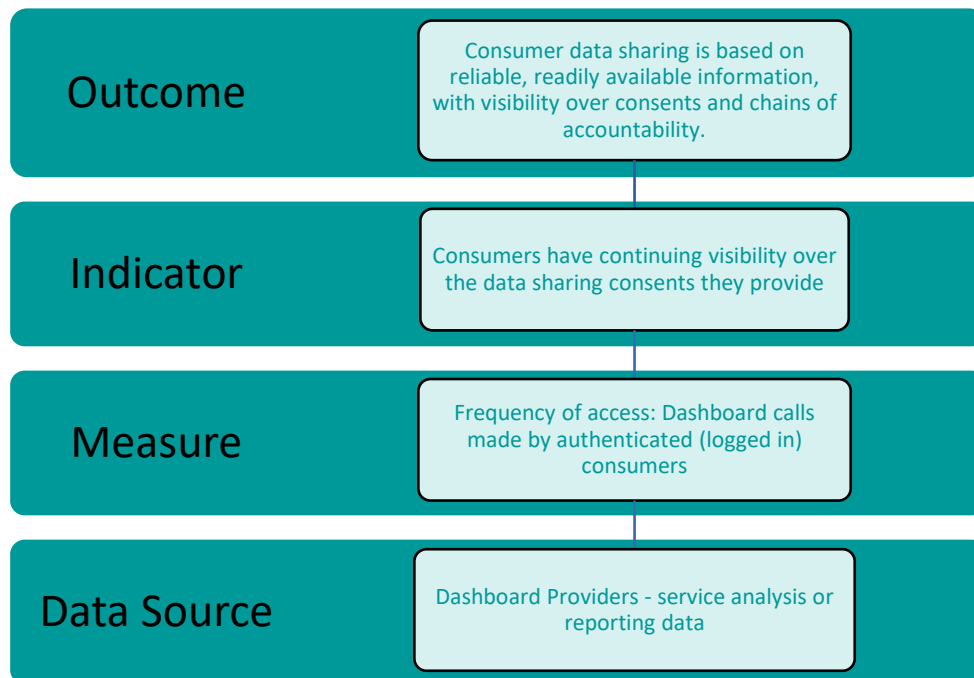 Outcome
Consumer data sharing is based on
reliable, readily available information,
with visibility over consents and chains of
accountability.
Indicator
Consumers have continuing visibility over
the data sharing consents they provide
Measure
Frequency of access: Dashboard calls
made by authenticated (logged in)
consumers
Data Source
Dashboard Providers - service analysis or
reporting data